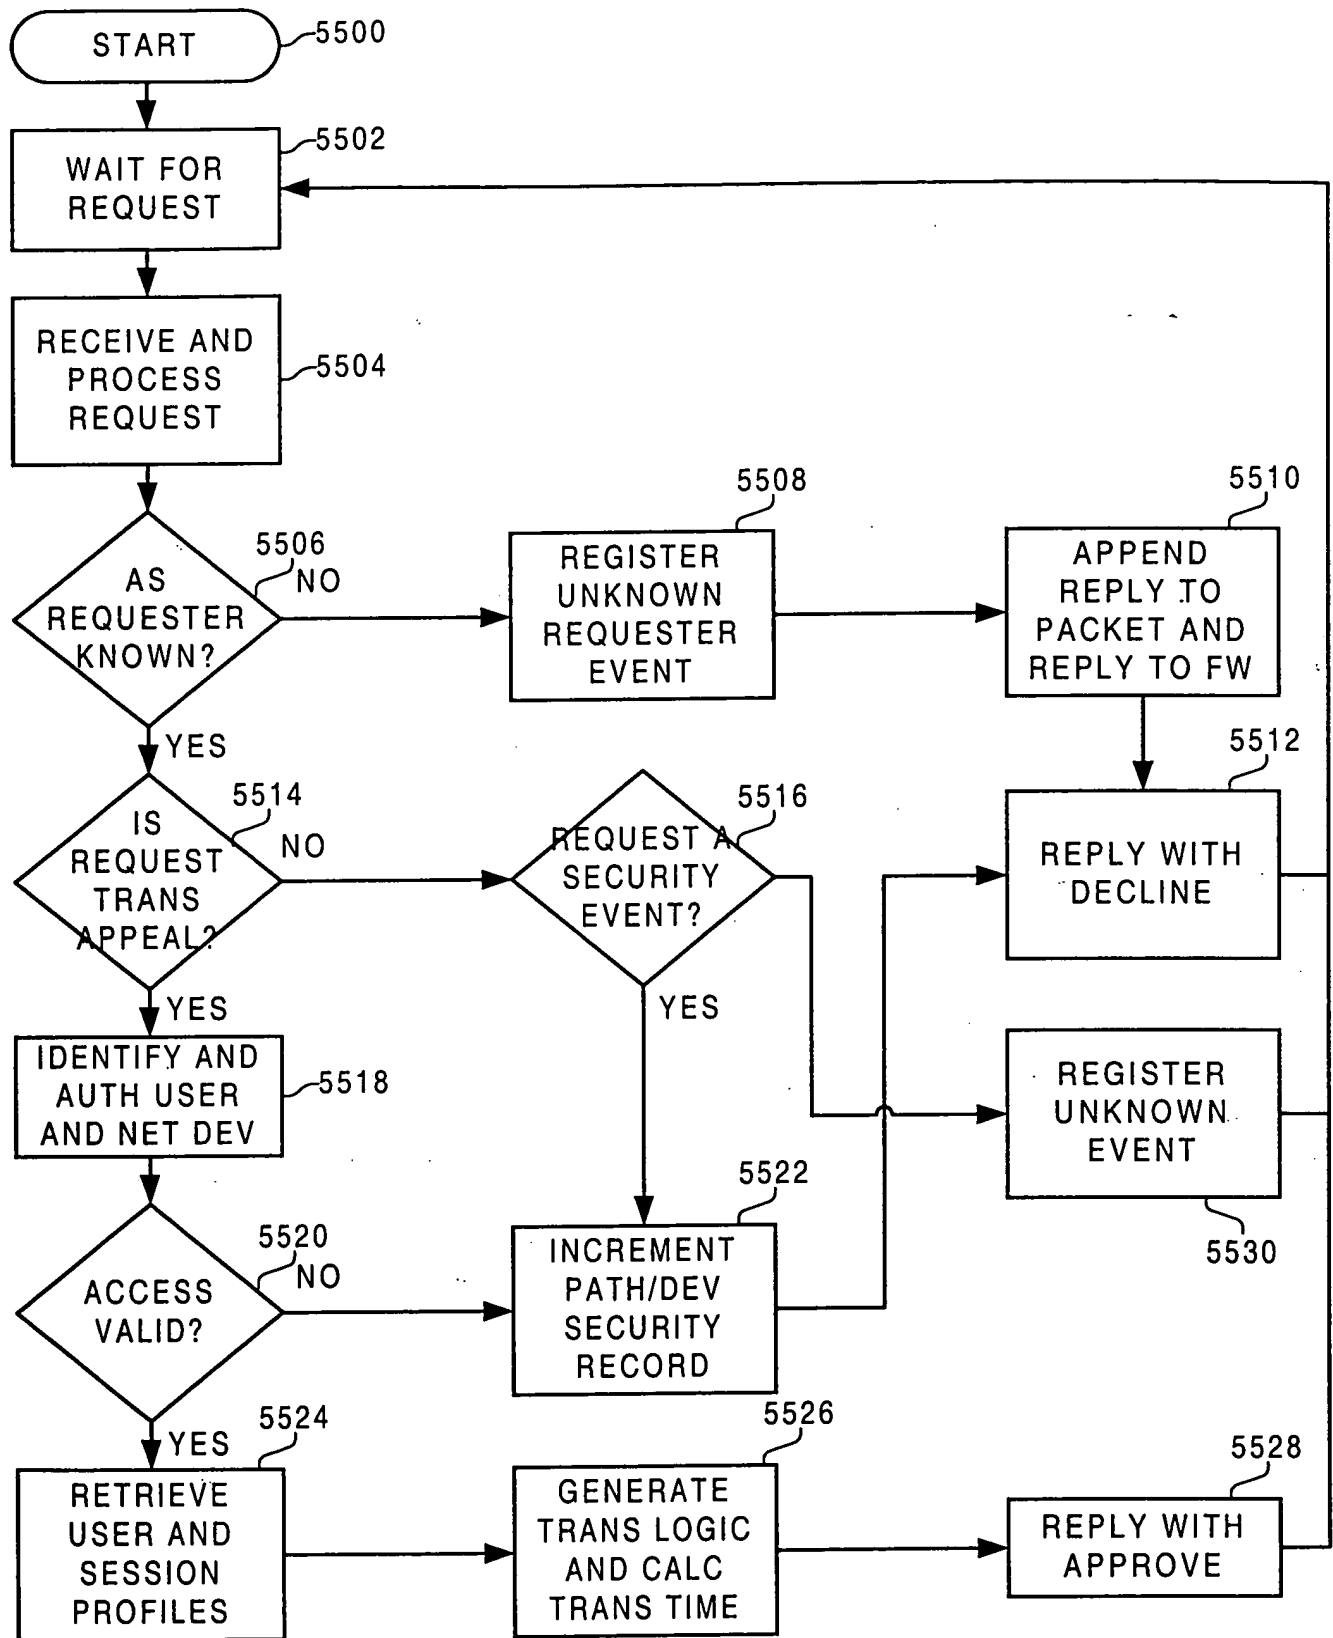 START
5500
WAIT FOR
REQUEST
5502
RECEIVE AND
PROCESS
REQUEST
5504
AS
REQUESTER
KNOWN?
5506
NO
YES
REGISTER
UNKNOWN
REQUESTER
EVENT
5508
APPEND
REPLY TO
PACKET AND
REPLY TO FW
5510
REPLY WITH
DECLINE
5512
IS
REQUEST
TRANS
APPEAL?
5514
NO
YES
REQUEST A
SECURITY
EVENT?
5516
YES
IDENTIFY AND
AUTH USER
AND NET DEV
5518
REGISTER
UNKNOWN
EVENT
5530
ACCESS
VALID?
5520
NO
YES
INCREMENT
PATH/DEV
SECURITY
RECORD
5522
RETRIEVE
USER AND
SESSION
PROFILES
5524
GENERATE
TRANS LOGIC
AND CALC
TRANS TIME
5526
REPLY WITH
APPROVE
5528